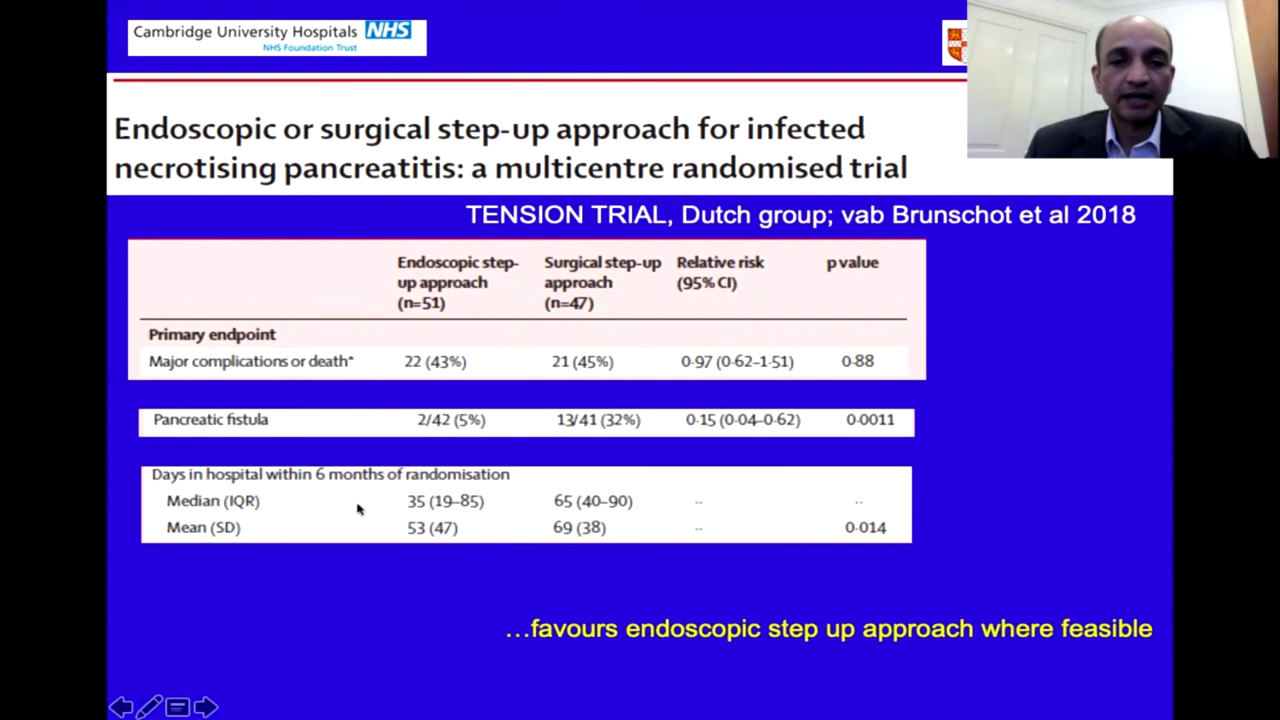 Cambridge University Hospitals NHS
NHS Foundation Trust
Endoscopic or surgical step-up approach for infected
necrotising pancreatitis: a multicentre randomised trial
TENSION TRIAL, Dutch group; vab Brunschot et al 2018
Endoscopic step- Surgical step-up Relative risk p value
up approach approach (95% CI)
(n=51) (n=47)
Primary endpoint
Major complications or death* 22 (43%) 21 (45%) 0·97 (0·62–1·51) 0·88
Pancreatic fistula 2/42 (5%) 13/41 (32%) 0·15 (0·04–0·62) 0·0011
Days in hospital within 6 months of randomisation
Median (IQR) 35 (19–85) 65 (40–90) ·· ··
Mean (SD) 53 (47) 69 (38) ·· 0·014
...favours endoscopic step up approach where feasible